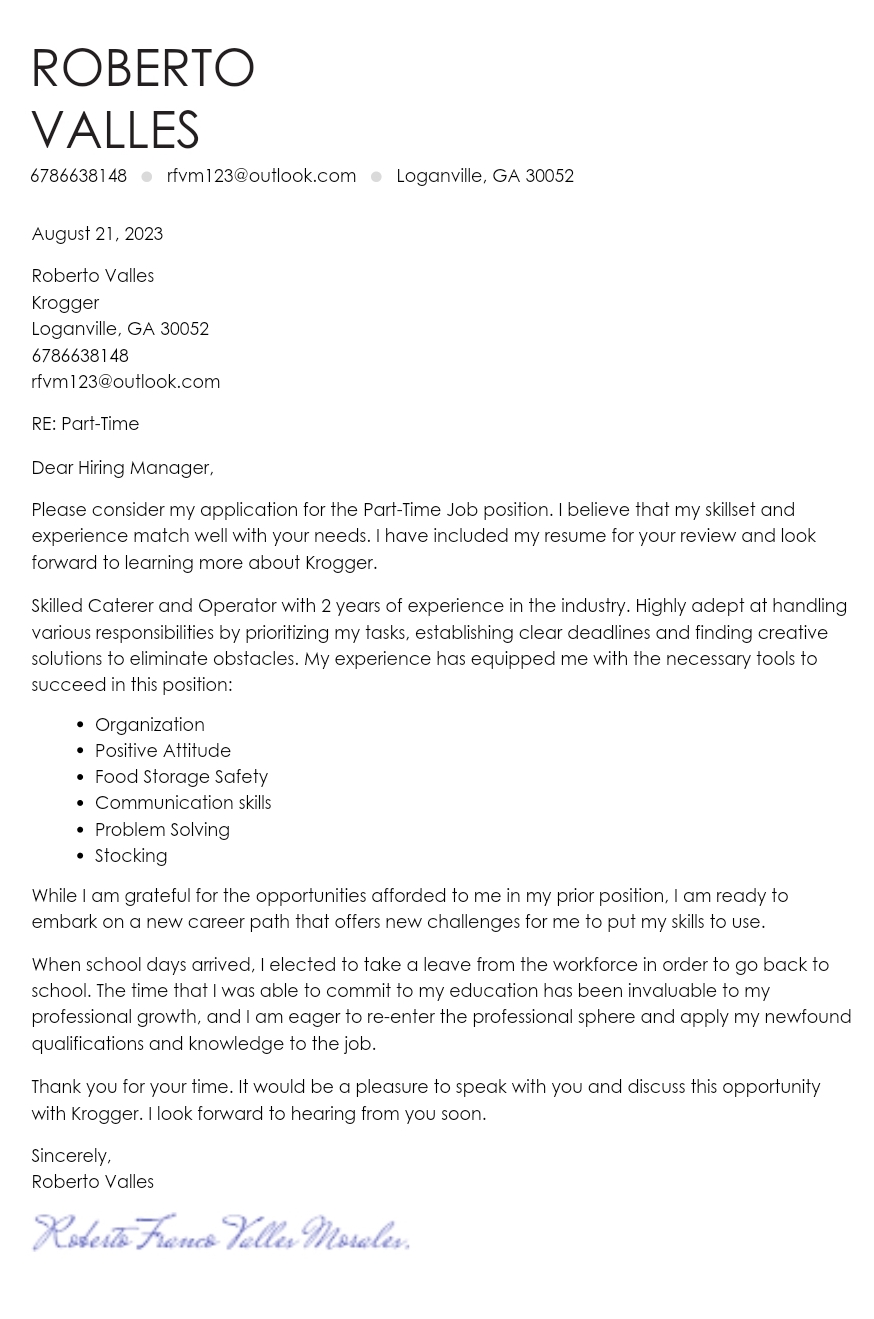 ROBERTO
VALLES
6786638148 • rfvm123@outlook.com • Loganville, GA 30052
August 21, 2023
Roberto Valles
Krogger
Loganville, GA 30052
6786638148
rfvm123@outlook.com
RE: Part-Time
Dear Hiring Manager,
Please consider my application for the Part-Time Job position. I believe that my skillset and
experience match well with your needs. I have included my resume for your review and look
forward to learning more about Krogger.
Skilled Caterer and Operator with 2 years of experience in the industry. Highly adept at handling
various responsibilities by prioritizing my tasks, establishing clear deadlines and finding creative
solutions to eliminate obstacles. My experience has equipped me with the necessary tools to
succeed in this position:
• Organization
• Positive Attitude
• Food Storage Safety
• Communication skills
• Problem Solving
• Stocking
While I am grateful for the opportunities afforded to me in my prior position, I am ready to
embark on a new career path that offers new challenges for me to put my skills to use.
When school days arrived, I elected to take a leave from the workforce in order to go back to
school. The time that I was able to commit to my education has been invaluable to my
professional growth, and I am eager to re-enter the professional sphere and apply my newfound
qualifications and knowledge to the job.
Thank you for your time. It would be a pleasure to speak with you and discuss this opportunity
with Krogger. I look forward to hearing from you soon.
Sincerely,
Roberto Valles
Roberto Franco Valles Morales.